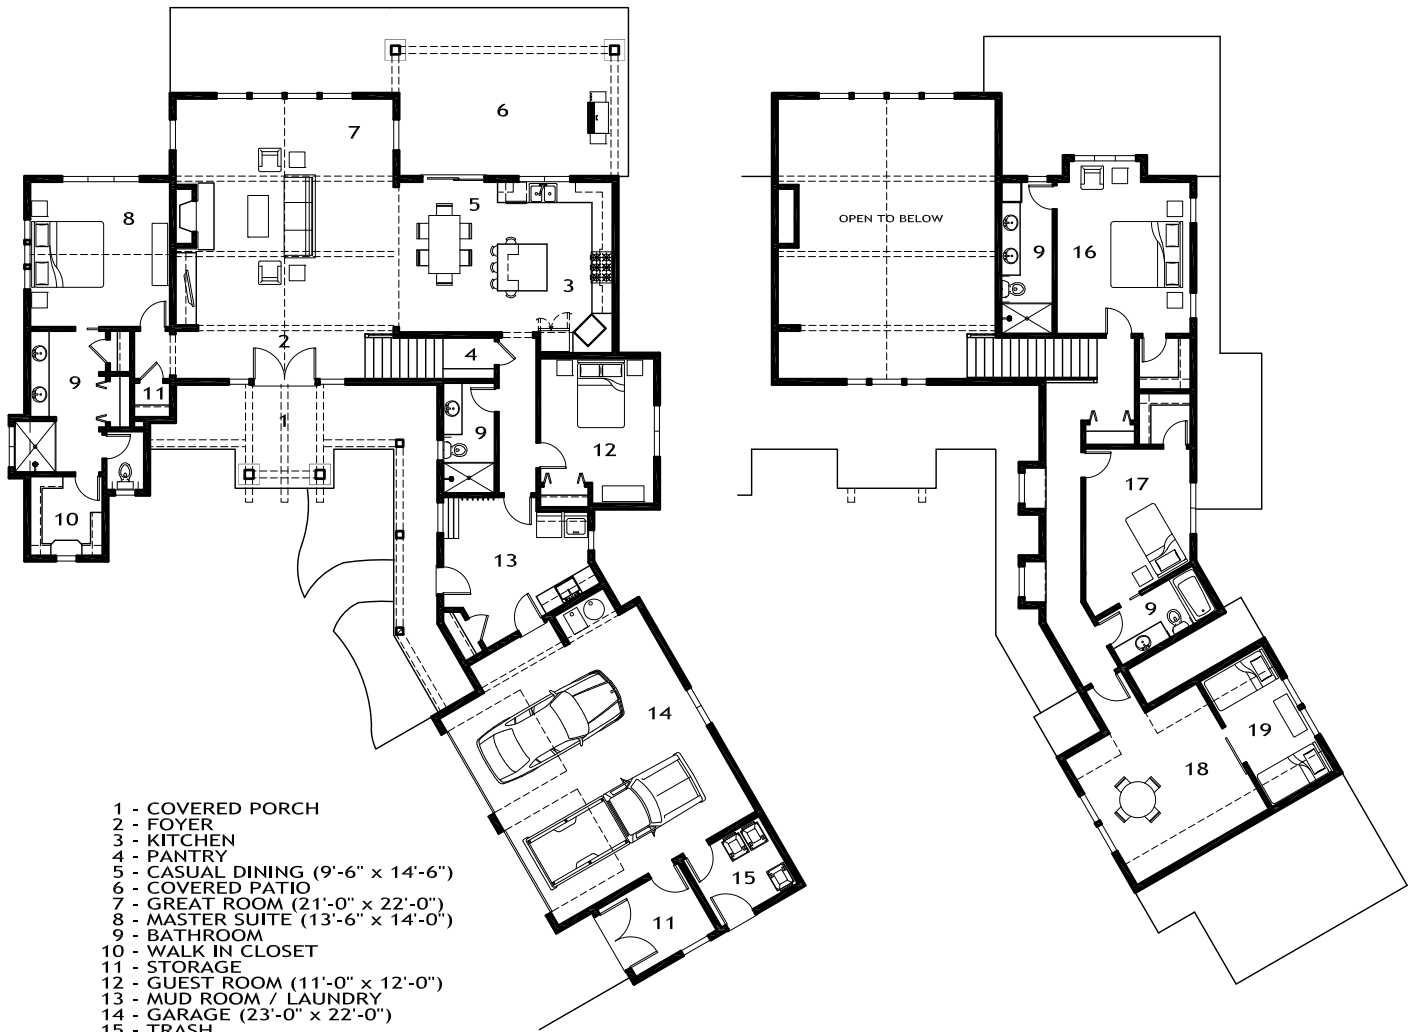 6
7
5
8
3
2
4
11
9
1
9
12
10
13
14
15
11
OPEN TO BELOW
9
16
17
9
19
18
1 - COVERED PORCH
2 - FOYER
3 - KITCHEN
4 - PANTRY
5 - CASUAL DINING (9'-6" x 14'-6")
6 - COVERED PATIO
7 - GREAT ROOM (21'-0" x 22'-0")
8 - MASTER SUITE (13'-6" x 14'-0")
9 - BATHROOM
10 - WALK IN CLOSET
11 - STORAGE
12 - GUEST ROOM (11'-0" x 12'-0")
13 - MUD ROOM / LAUNDRY
14 - GARAGE (23'-0" x 22'-0")
15 - TRASH